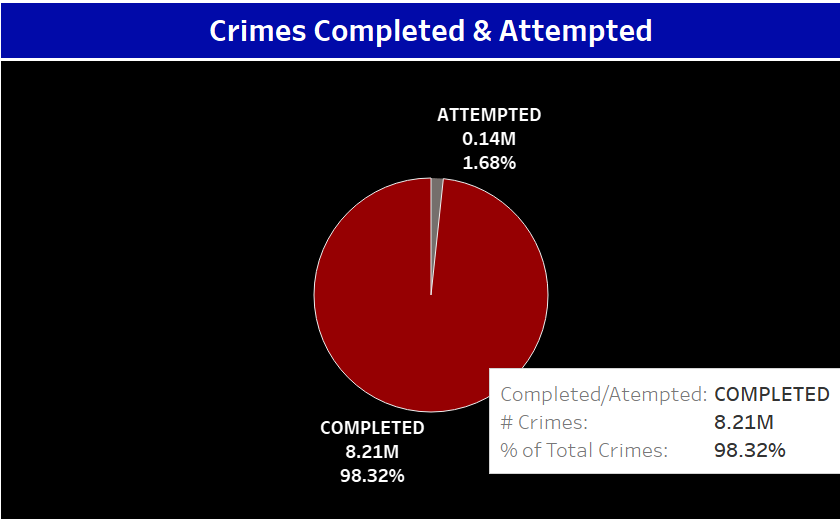 Crimes Completed & Attempted
ATTEMPTED
0.14M
1.68%
COMPLETED
8.21M
98.32%
Completed/Atempted: COMPLETED
# Crimes: 8.21M
% of Total Crimes: 98.32%